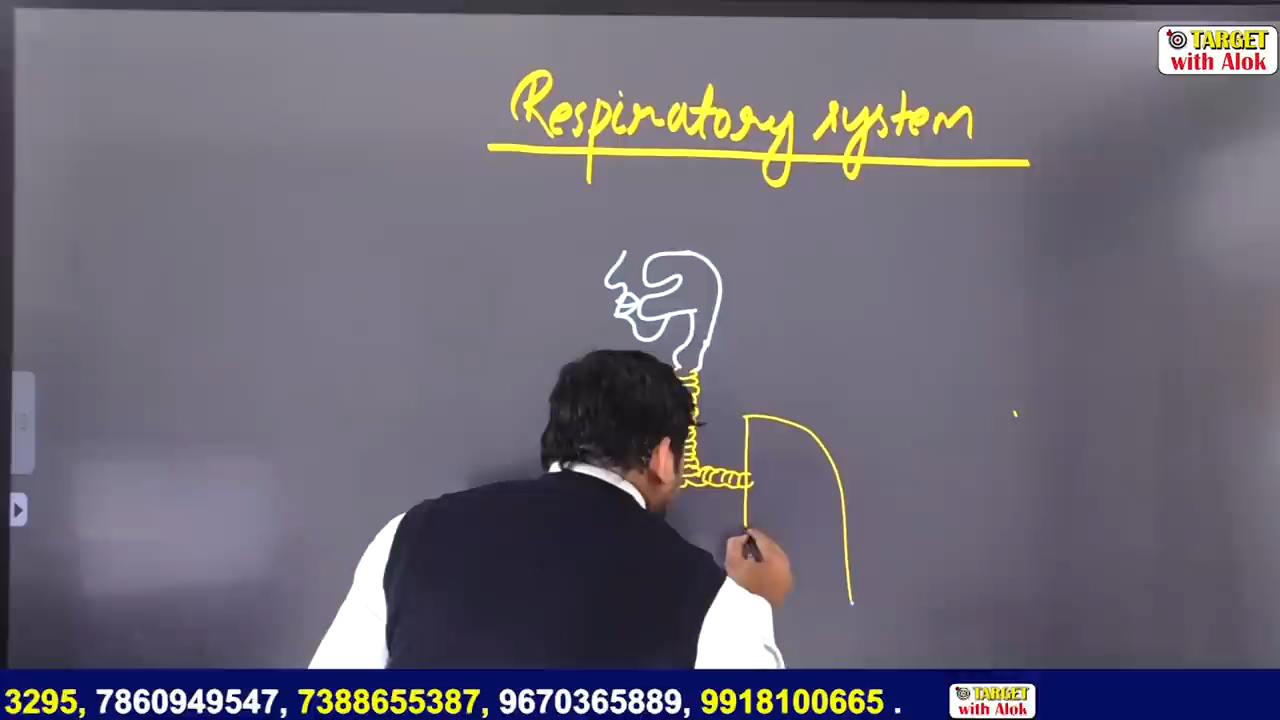 TARGET
with Alok
Respiratory system
3295, 7860949547, 7388655387, 9670365889, 9918100665 .
TARGET
with Alok